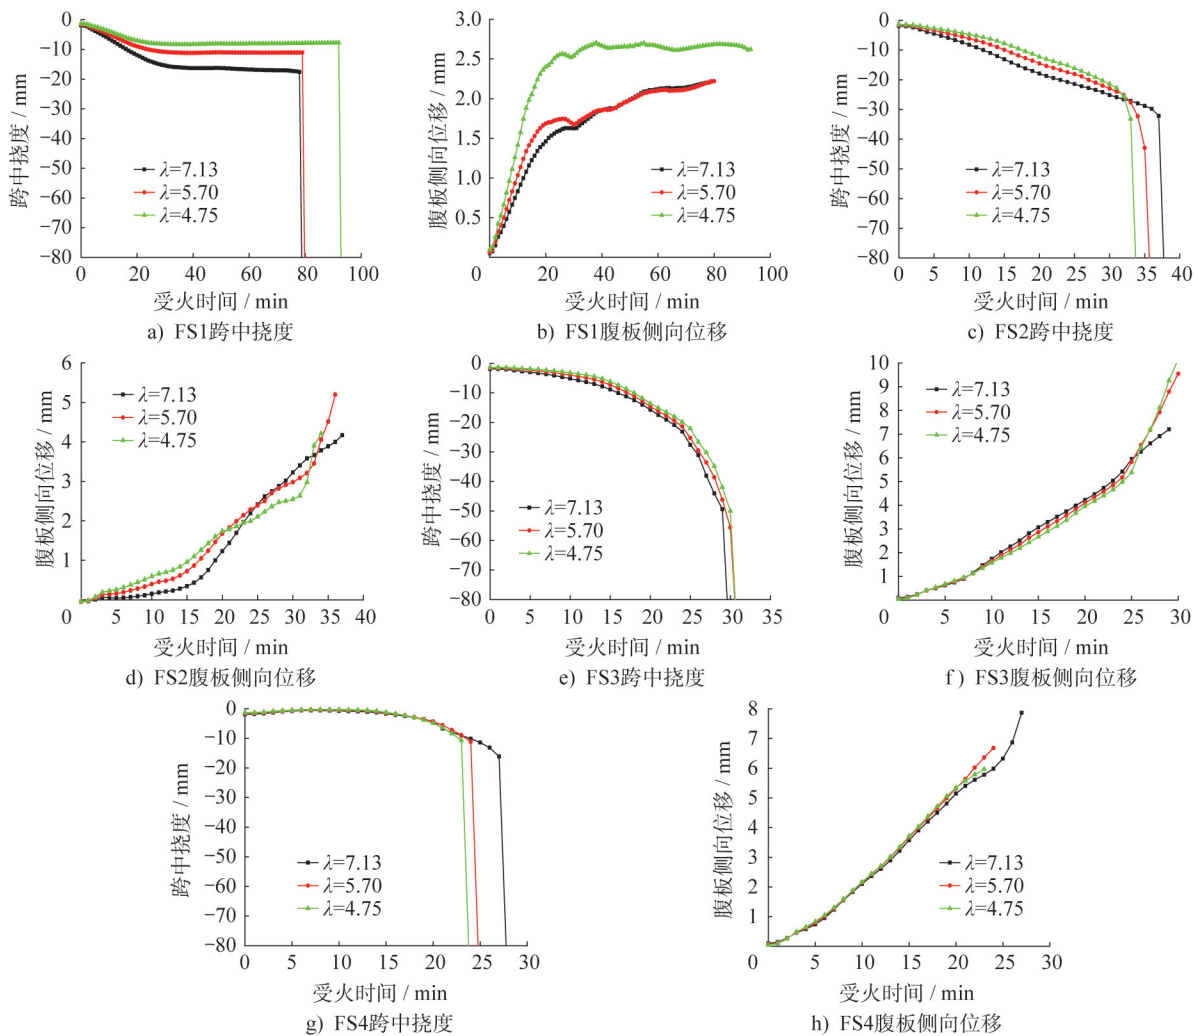 0
−10
−20
−30
−40
−50
−60
−70
−80
跨中挠度 / mm
λ=7.13
λ=5.70
λ=4.75
0 20 40 60 80 100
受火时间 / min
a) FS1跨中挠度
3.0
2.5
2.0
1.5
1.0
0.5
腹板侧向位移 / mm
λ=7.13
λ=5.70
λ=4.75
0 20 40 60 80 100
受火时间 / min
b) FS1腹板侧向位移
0
−10
−20
−30
−40
−50
−60
−70
−80
跨中挠度 / mm
λ=7.13
λ=5.70
λ=4.75
0 5 10 15 20 25 30 35 40
受火时间 / min
c) FS2跨中挠度
6
5
4
3
2
1
腹板侧向位移 / mm
λ=7.13
λ=5.70
λ=4.75
0 5 10 15 20 25 30 35 40
受火时间 / min
d) FS2腹板侧向位移
0
−10
−20
−30
−40
−50
−60
−70
−80
跨中挠度 / mm
λ=7.13
λ=5.70
λ=4.75
0 5 10 15 20 25 30 35
受火时间 / min
e) FS3跨中挠度
10
9
8
7
6
5
4
3
2
1
腹板侧向位移 / mm
λ=7.13
λ=5.70
λ=4.75
0 5 10 15 20 25 30
受火时间 / min
f) FS3腹板侧向位移
0
−10
−20
−30
−40
−50
−60
−70
−80
跨中挠度 / mm
λ=7.13
λ=5.70
λ=4.75
0 5 10 15 20 25 30
受火时间 / min
g) FS4跨中挠度
8
7
6
5
4
3
2
1
腹板侧向位移 / mm
λ=7.13
λ=5.70
λ=4.75
0 5 10 15 20 25 30
受火时间 / min
h) FS4腹板侧向位移